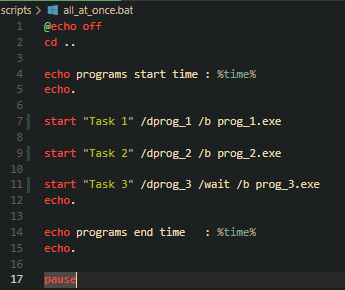 scripts > all_at_once.bat
1 @echo off
2 cd ..
3
4 echo programs start time : %time%
5 echo.
6
7 start "Task 1" /dprog_1 /b prog_1.exe
8
9 start "Task 2" /dprog_2 /b prog_2.exe
10
11 start "Task 3" /dprog_3 /wait /b prog_3.exe
12 echo.
13
14 echo programs end time   : %time%
15 echo.
16
17 pause